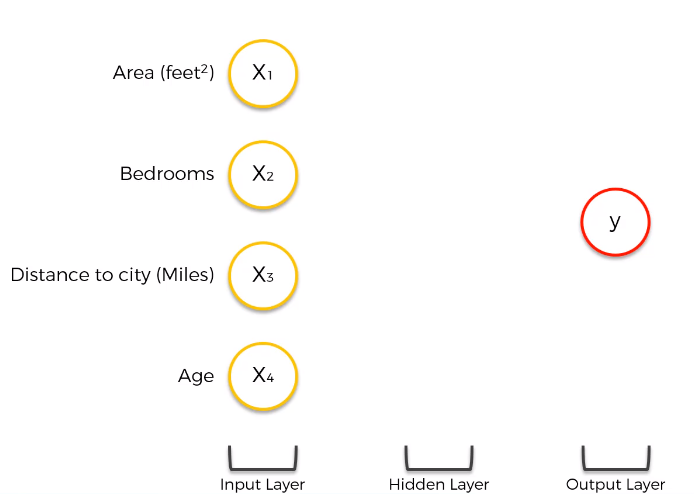 Area (feet²) X₁
Bedrooms X₂
y
Distance to city (Miles) X₃
Age X₄
Input Layer Hidden Layer Output Layer